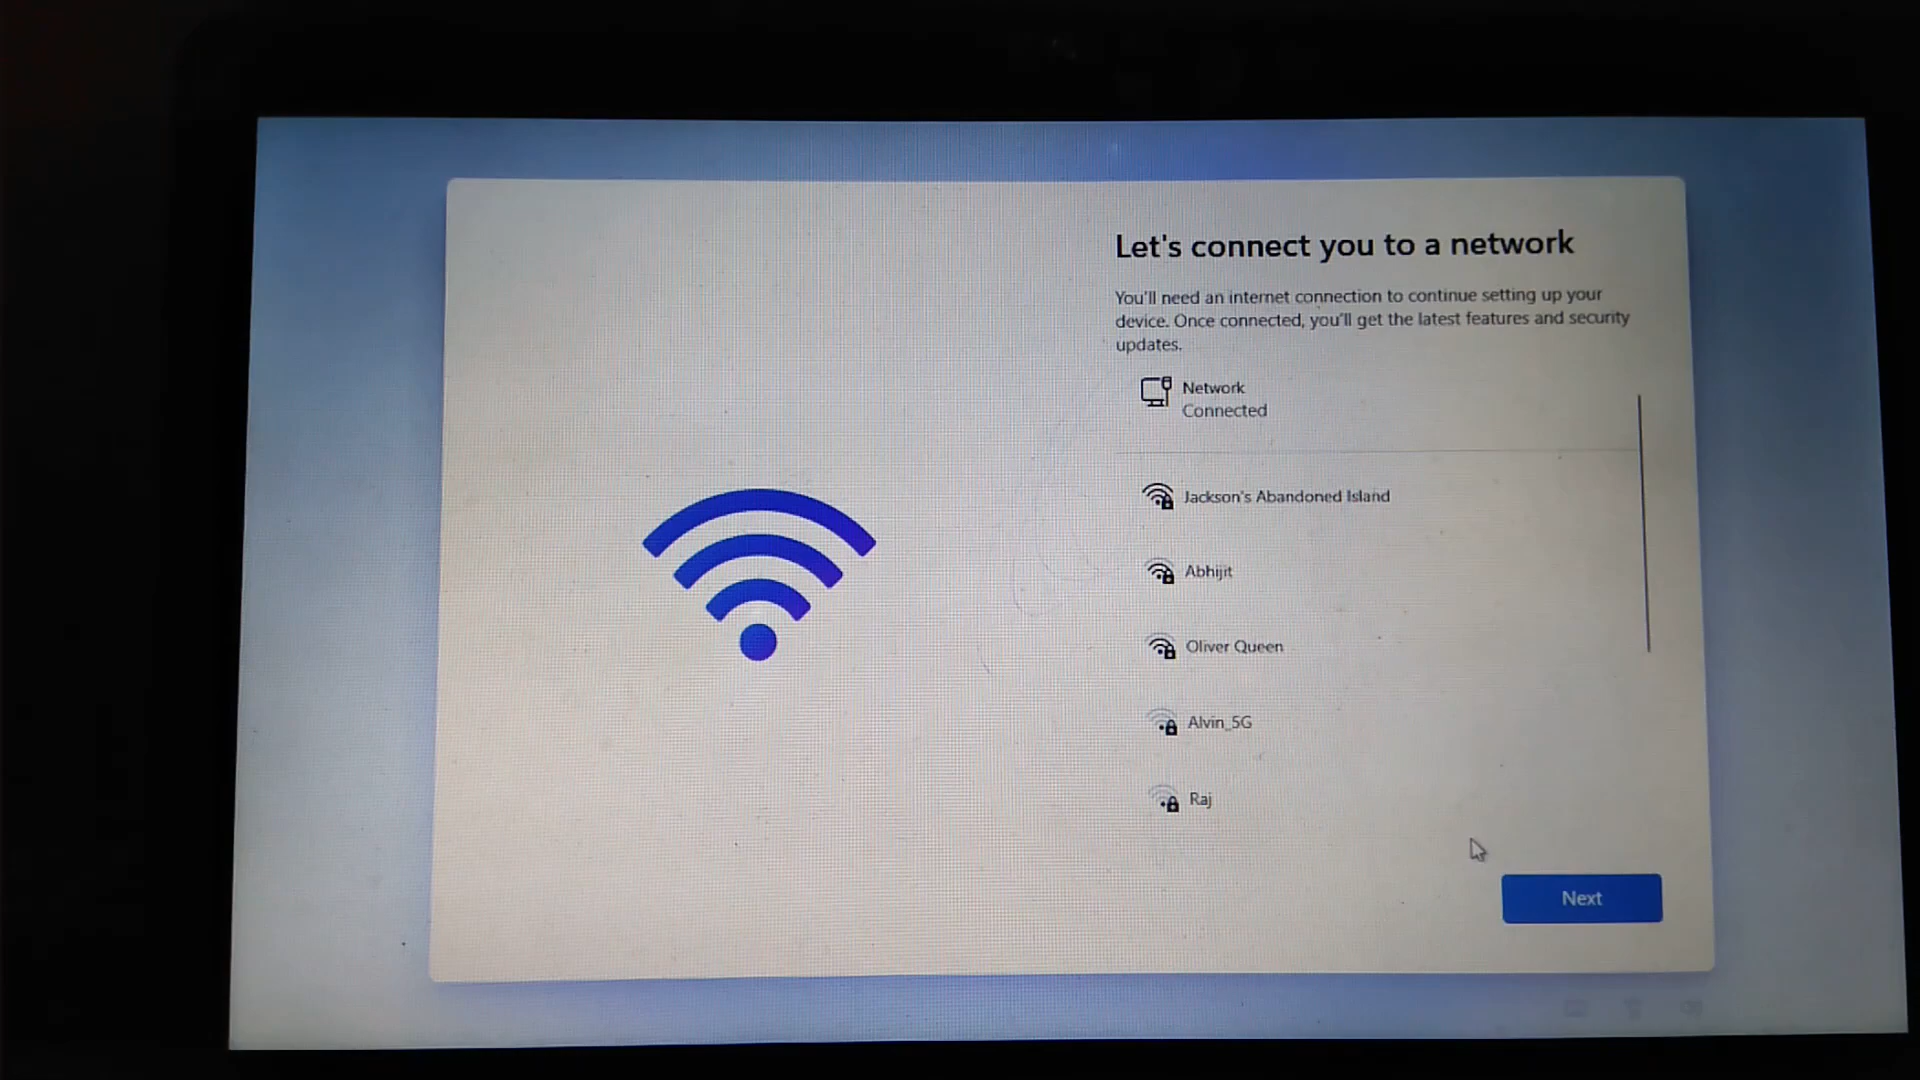 Let's connect you to a network
You'll need an internet connection to continue setting up your
device. Once connected, you'll get the latest features and security
updates.
Network
Connected
Jackson's Abandoned Island
Abhijit
Oliver Queen
Alvin_5G
Raj
Next